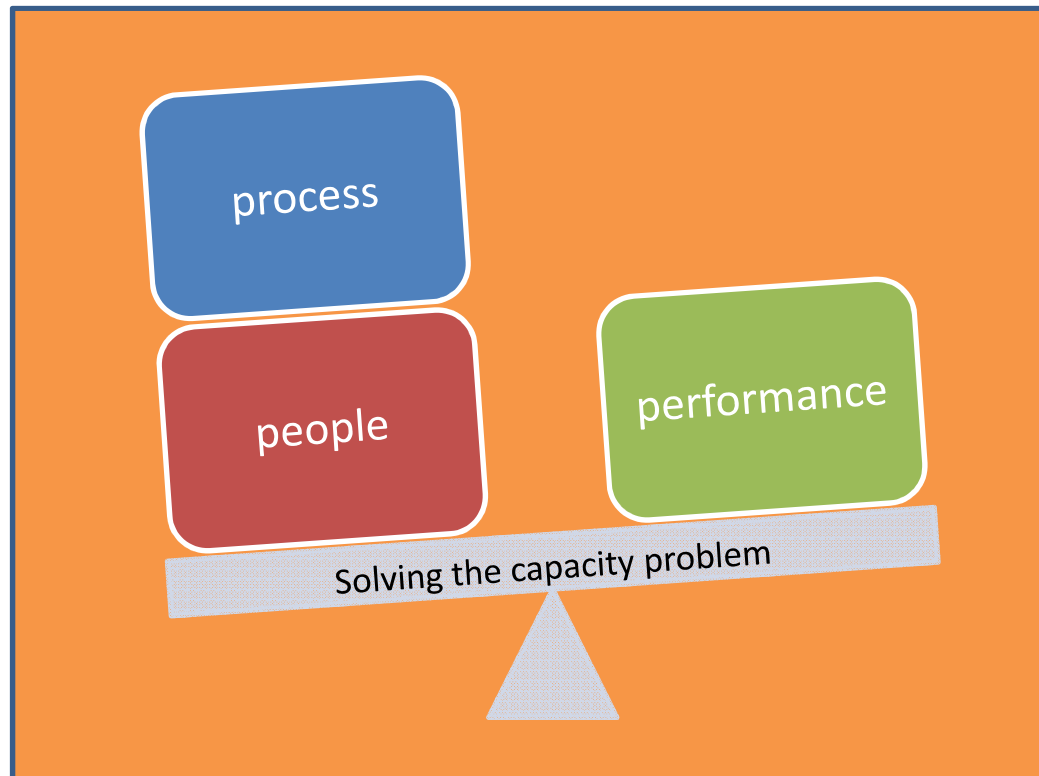 process
people
performance
Solving the capacity problem